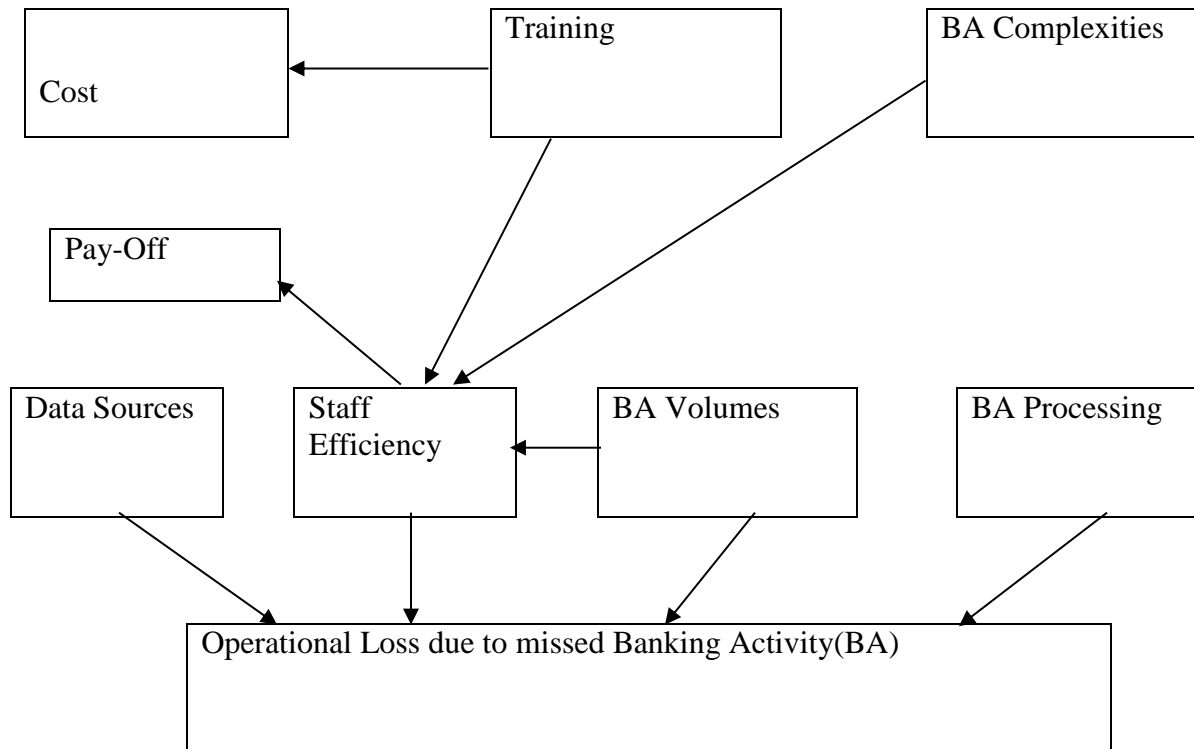 Training
BA Complexities
Cost
Pay-Off
Data Sources
Staff
Efficiency
BA Volumes
BA Processing
Operational Loss due to missed Banking Activity(BA)